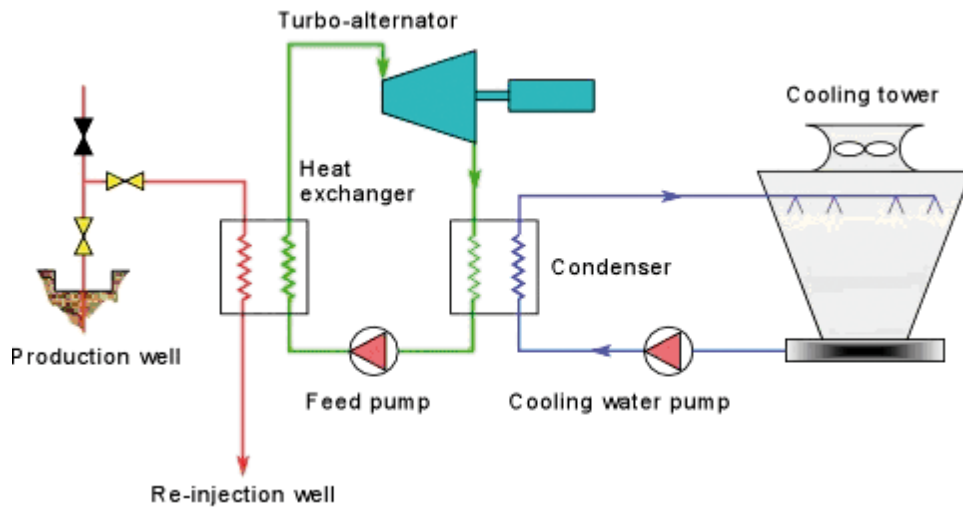 Turbo-alternator
Cooling tower
Heat
exchanger
Condenser
Production well
Feed pump
Cooling water pump
Re-injection well